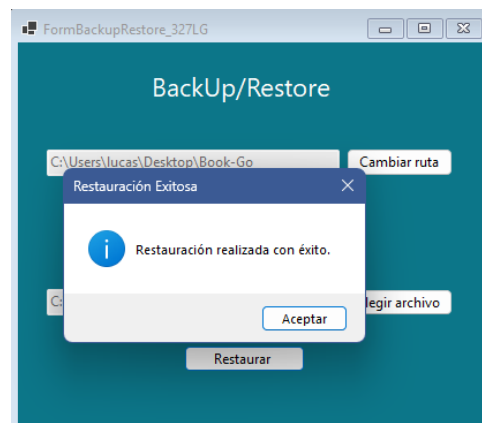 FormBackupRestore_327LG
BackUp/Restore
C:\Users\lucas\Desktop\Book-Go
Cambiar ruta
Restauración Exitosa
Restauración realizada con éxito.
Aceptar
C:
legir archivo
Restaurar